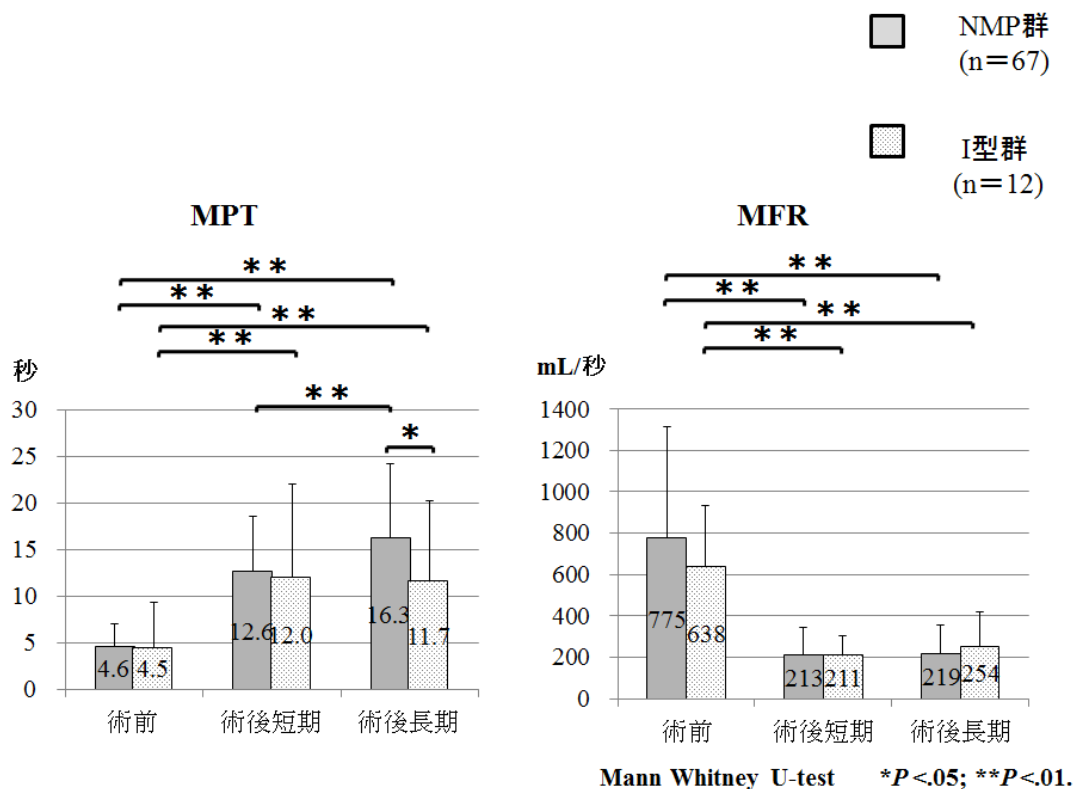 NMP群
(n＝67)
I型群
(n＝12)
MPT
**
**
**
**
秒
**
*
30
25
20
15
10
5
0
4.6
4.5
12.6
12.0
16.3
11.7
術前
術後短期
術後長期
MFR
**
**
**
**
mL/秒
1400
1200
1000
800
600
400
200
0
775
638
213
211
219
254
術前
術後短期
術後長期
Mann Whitney U-test *P<.05; **P<.01.